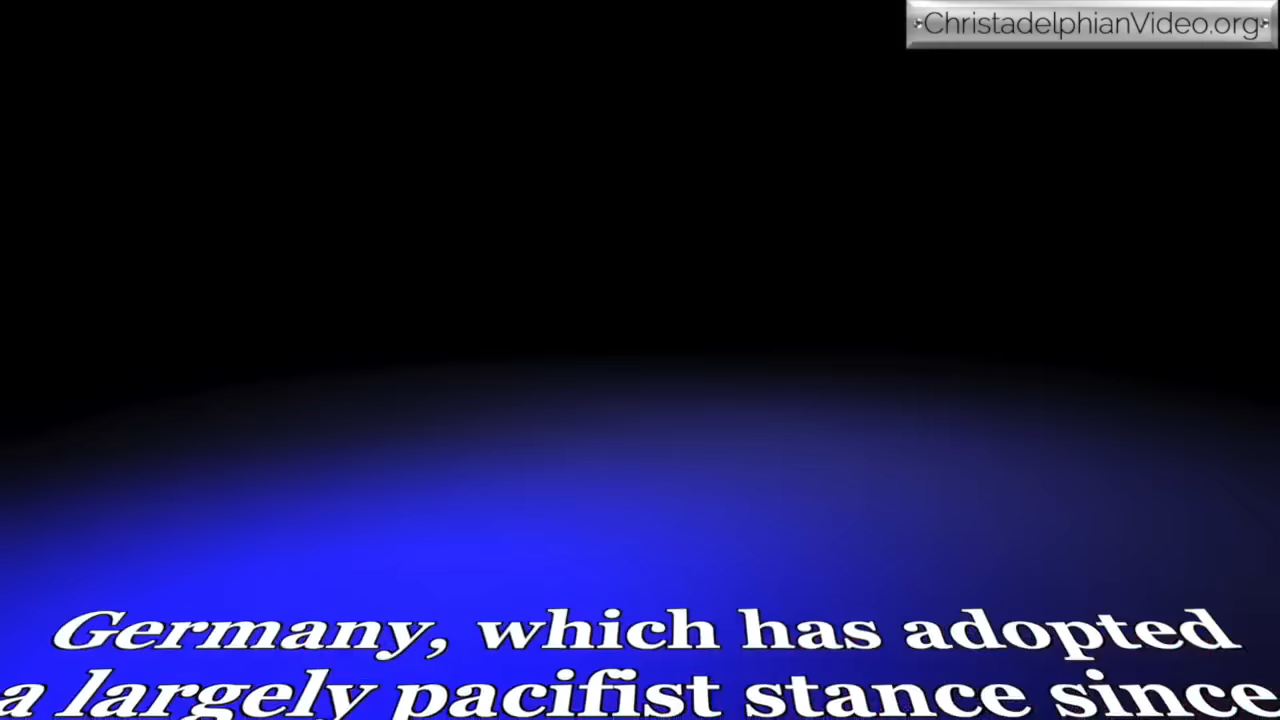 ChristadelphianVideo.org
Germany, which has adopted
a largely pacifist stance since